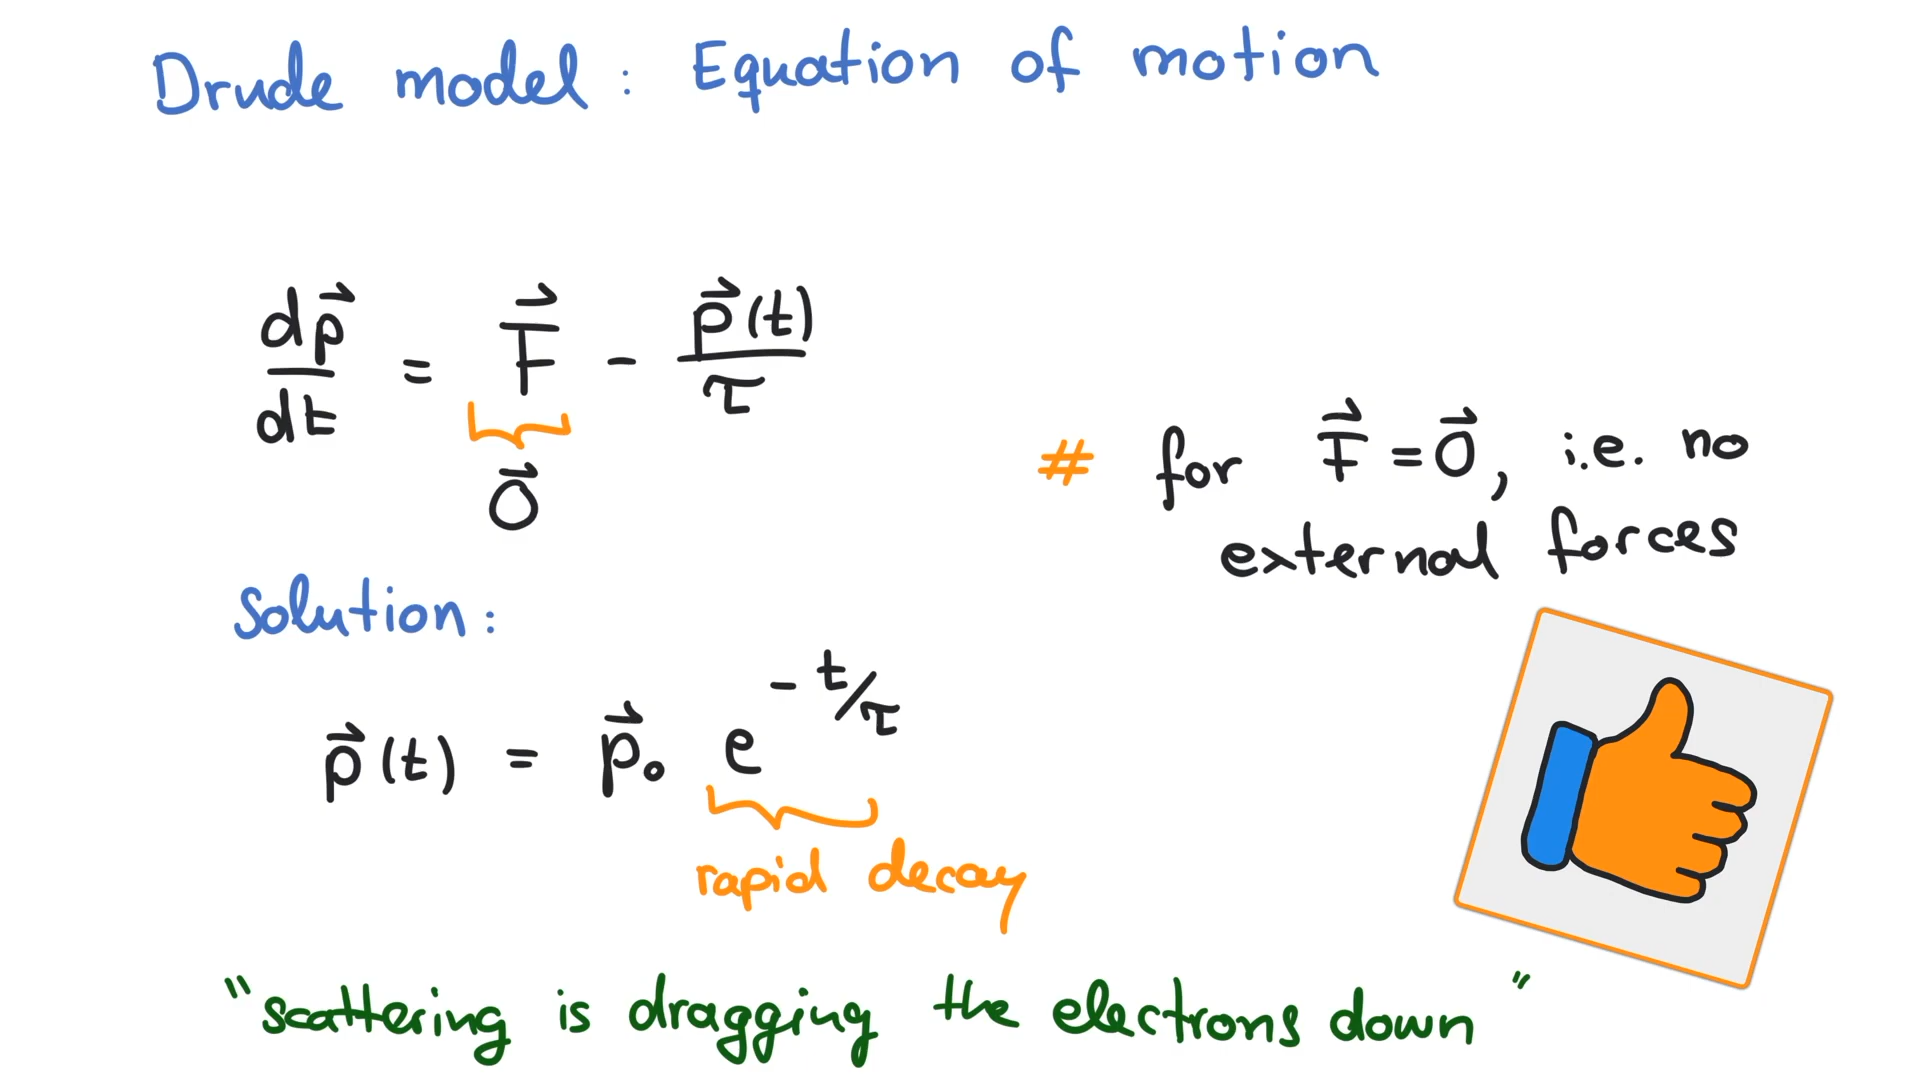 Drude model: Equation of motion
dp⃗/dt = F⃗ - p⃗(t)/τ
0⃗
# for F⃗ = 0⃗, i.e. no
external forces
solution:
p⃗(t) = p⃗₀ e^(-t/τ)
rapid decay
"scattering is dragging the electrons down"